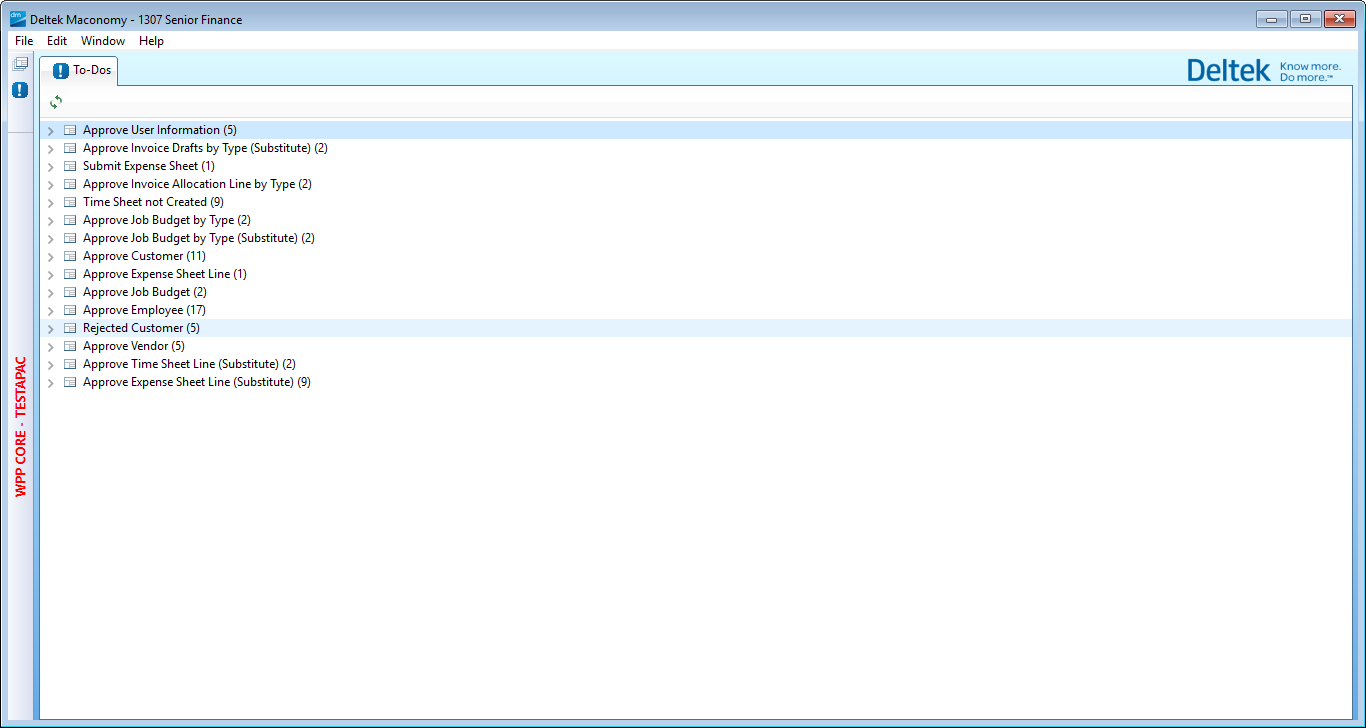 dm Deltek Maconomy - 1307 Senior Finance
File Edit Window Help
To-Dos
Deltek Know more.
Do more.™
Approve User Information (5)
Approve Invoice Drafts by Type (Substitute) (2)
Submit Expense Sheet (1)
Approve Invoice Allocation Line by Type (2)
Time Sheet not Created (9)
Approve Job Budget by Type (2)
Approve Job Budget by Type (Substitute) (2)
Approve Customer (11)
Approve Expense Sheet Line (1)
Approve Job Budget (2)
Approve Employee (17)
Rejected Customer (5)
Approve Vendor (5)
Approve Time Sheet Line (Substitute) (2)
Approve Expense Sheet Line (Substitute) (9)
WPP CORE - TESTAPAC